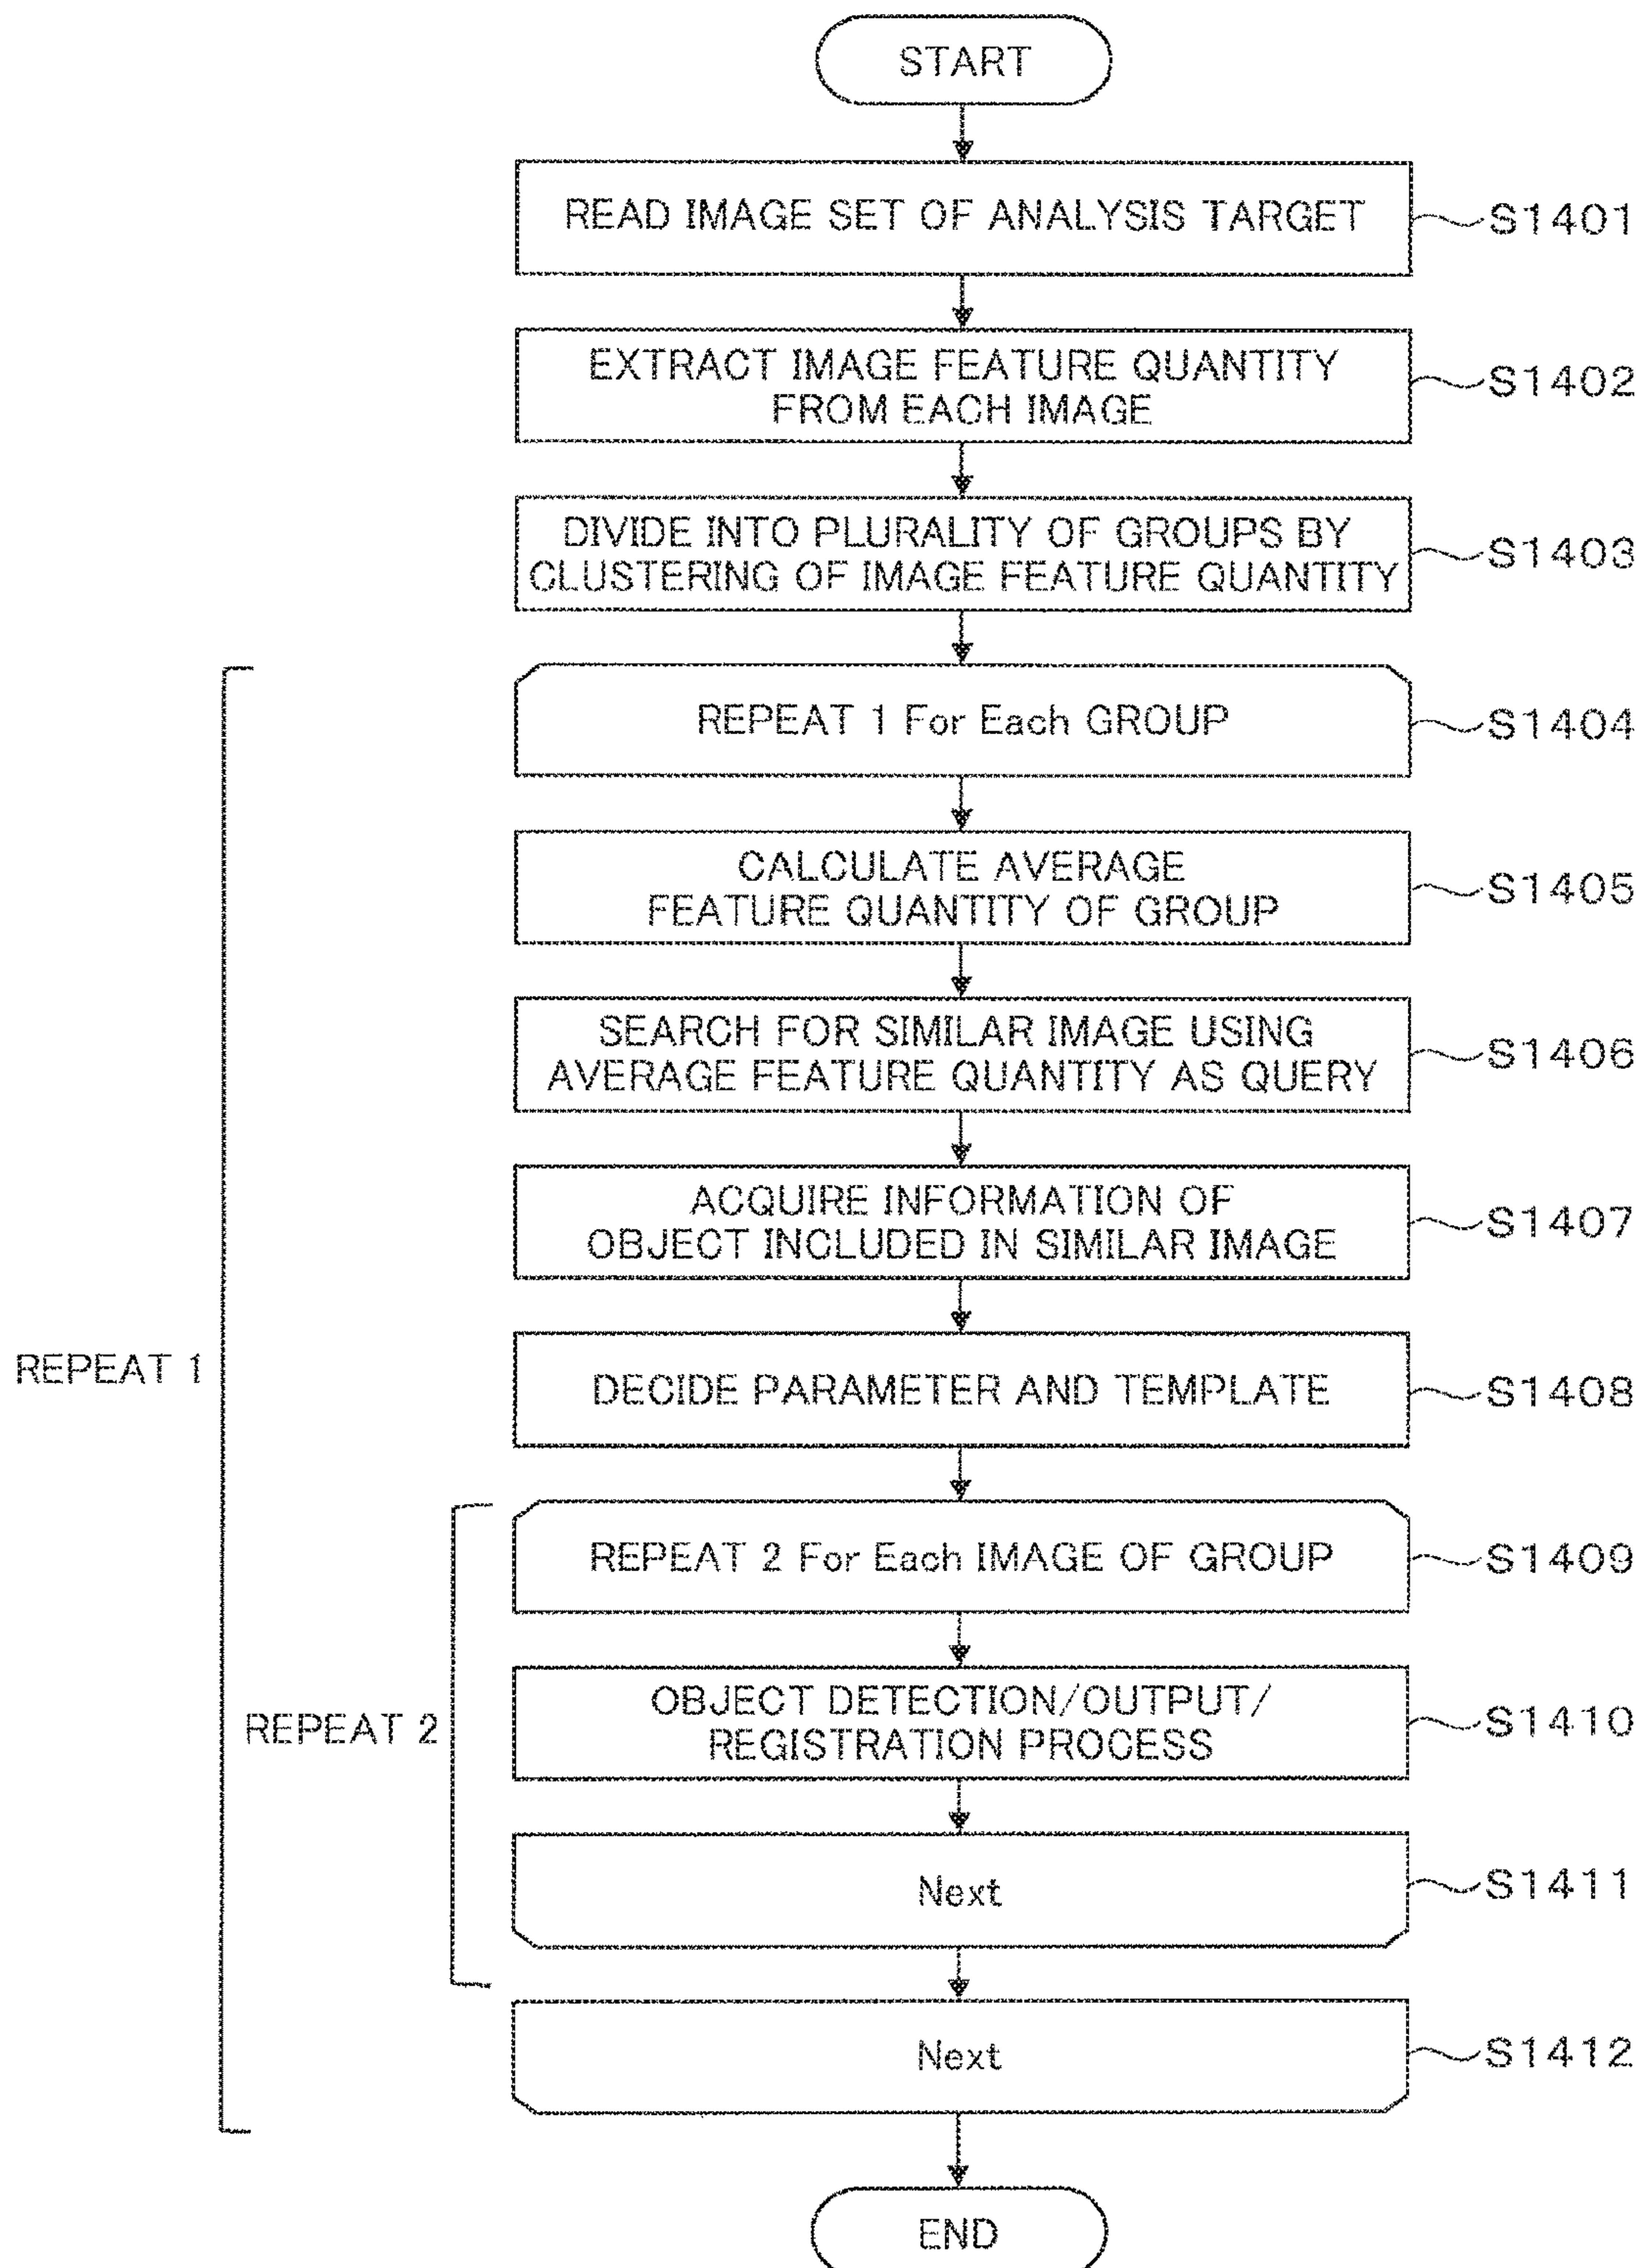 START
READ IMAGE SET OF ANALYSIS TARGET
S1401
EXTRACT IMAGE FEATURE QUANTITY
FROM EACH IMAGE
S1402
DIVIDE INTO PLURALITY OF GROUPS BY
CLUSTERING OF IMAGE FEATURE QUANTITY
S1403
REPEAT 1 For Each GROUP
S1404
CALCULATE AVERAGE
FEATURE QUANTITY OF GROUP
S1405
SEARCH FOR SIMILAR IMAGE USING
AVERAGE FEATURE QUANTITY AS QUERY
S1406
ACQUIRE INFORMATION OF
OBJECT INCLUDED IN SIMILAR IMAGE
S1407
REPEAT 1
DECIDE PARAMETER AND TEMPLATE
S1408
REPEAT 2 For Each IMAGE OF GROUP
S1409
REPEAT 2
OBJECT DETECTION/OUTPUT/
REGISTRATION PROCESS
S1410
Next
S1411
Next
S1412
END